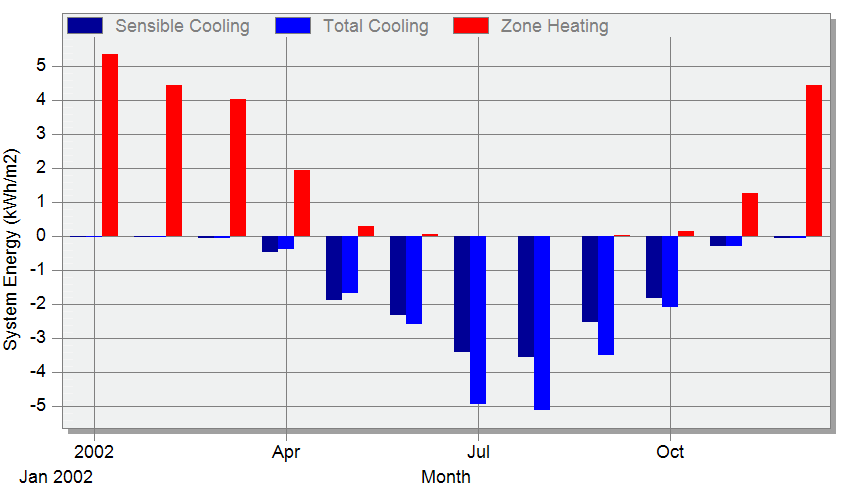 Sensible Cooling Total Cooling Zone Heating
System Energy (kWh/m2)
5
4
3
2
1
0
-1
-2
-3
-4
-5
2002 Apr Jul Oct
Jan 2002 Month